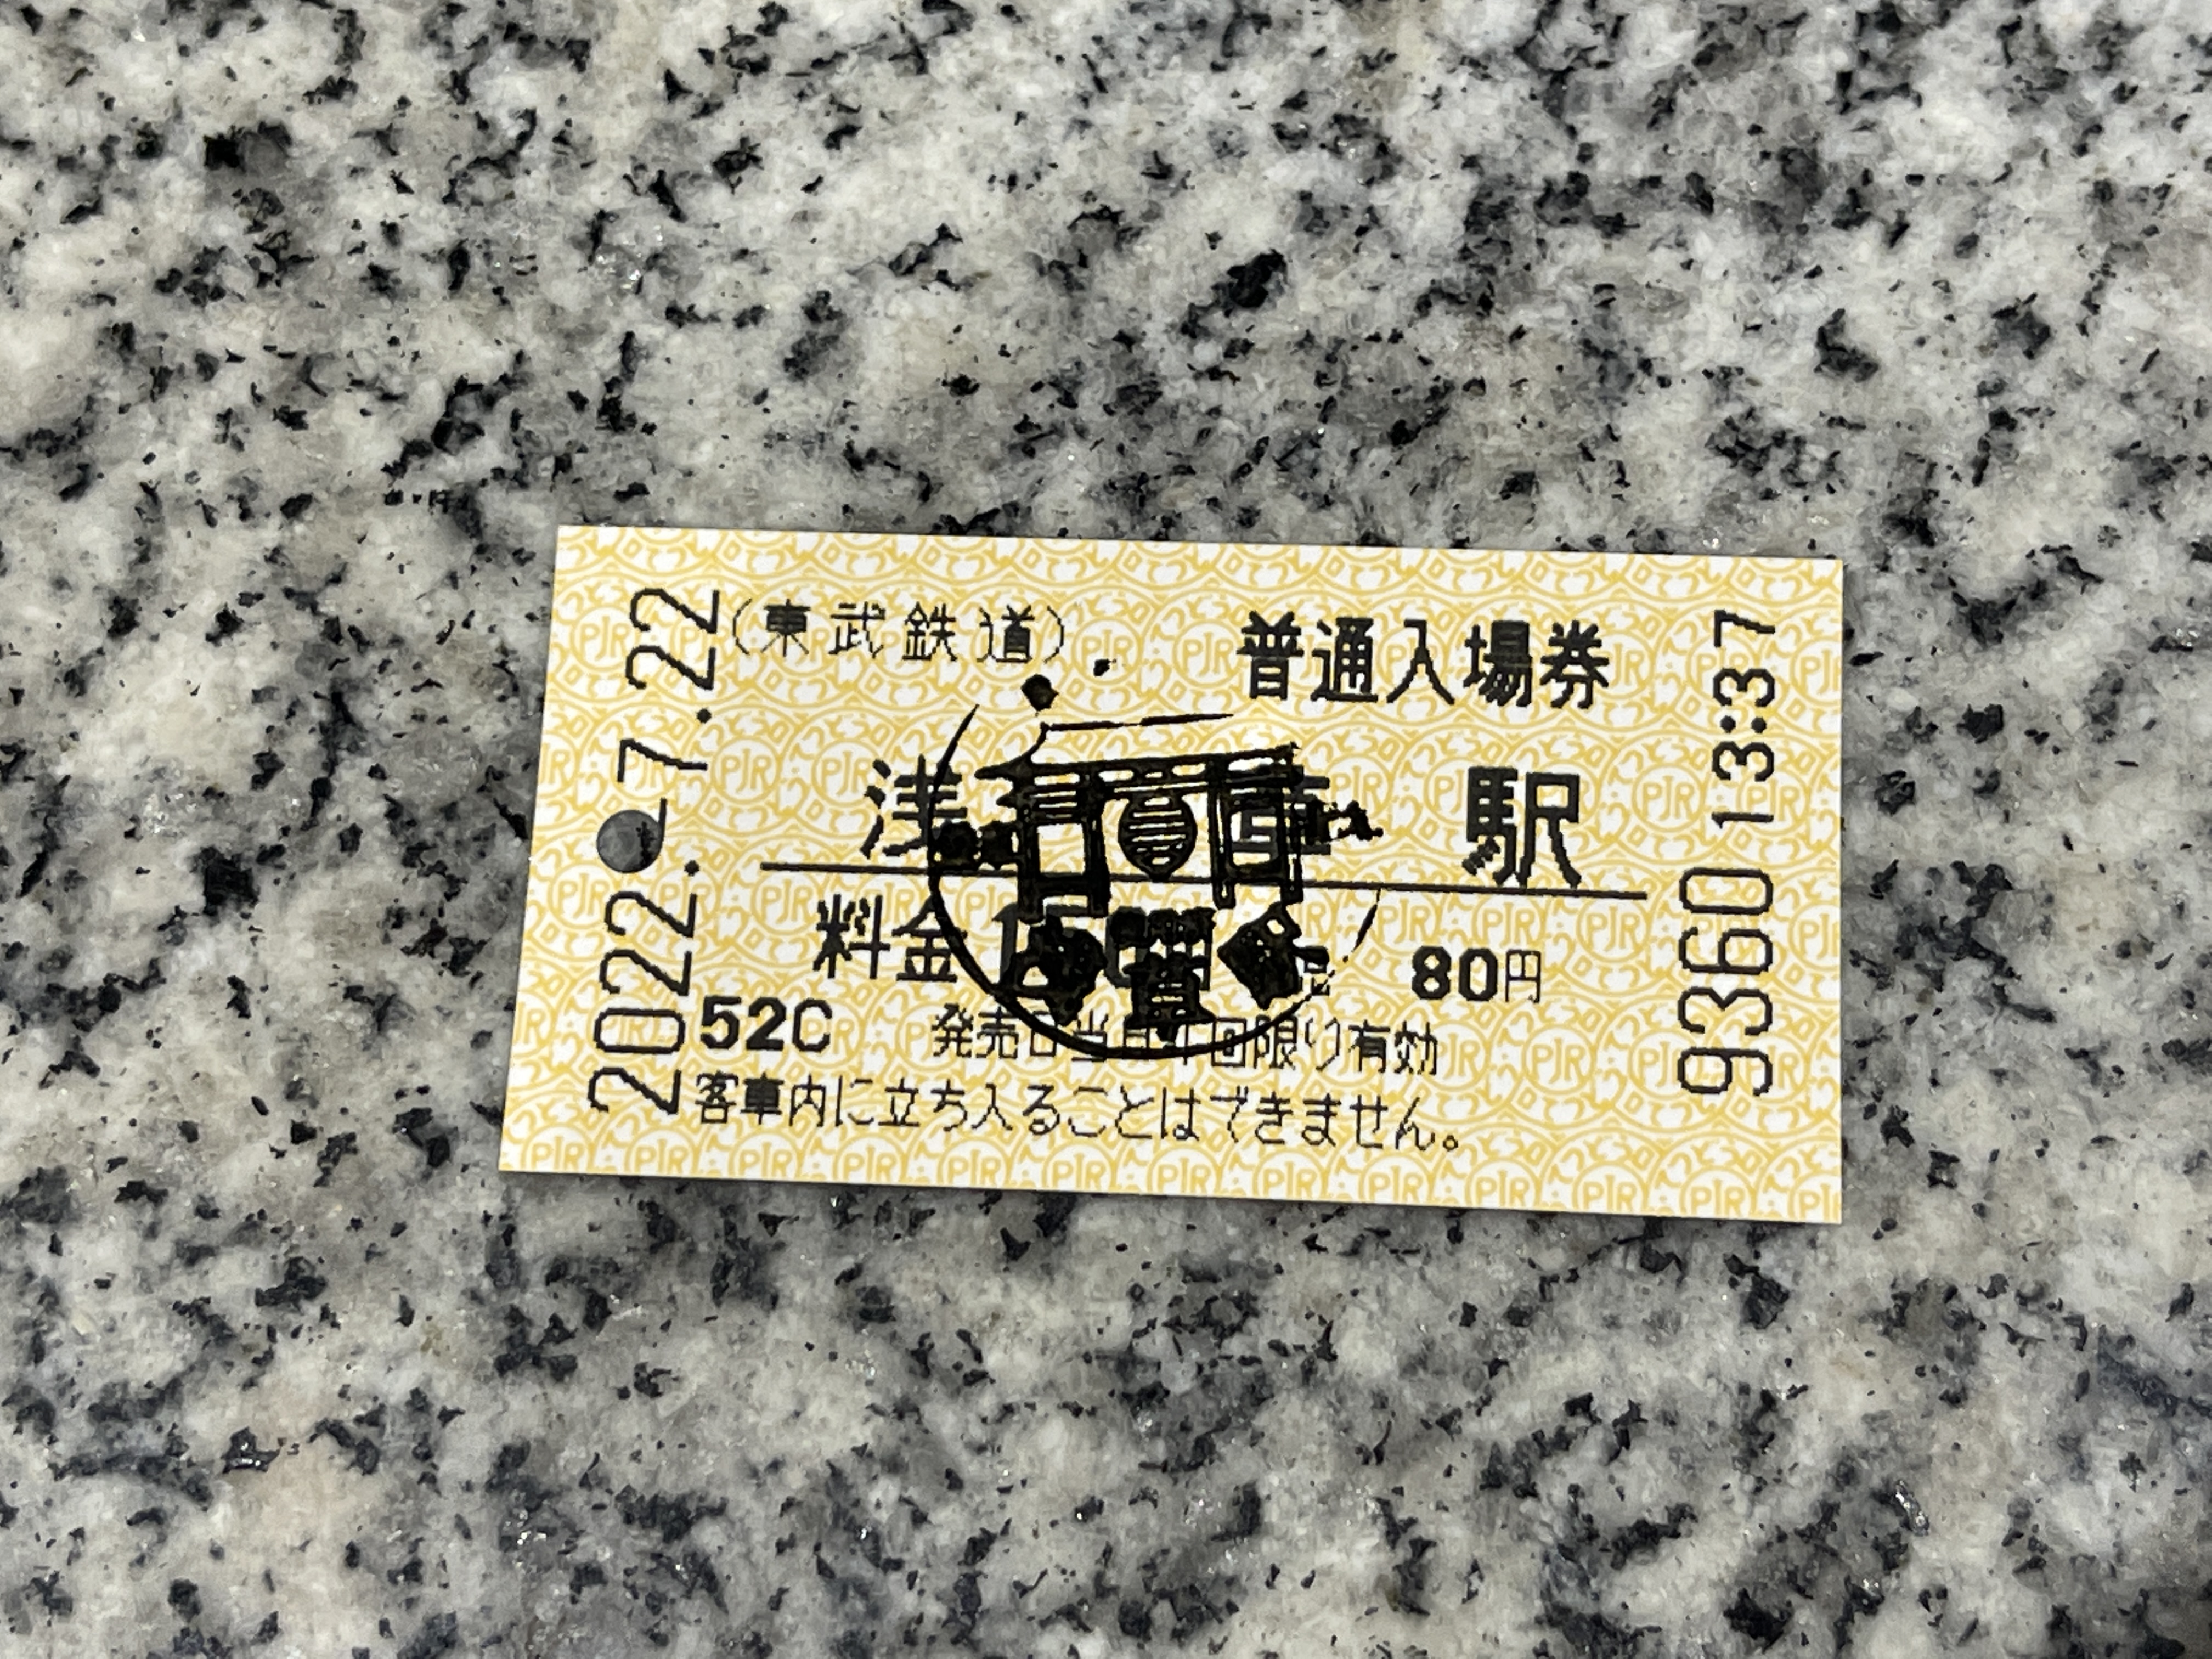 2022.-7.22
（東武鉄道）
普通入場券
浅 駅
料金 80円
52C 発売日当日 回限り有効
客車内に立ち入ることはできません。
9360 13:37